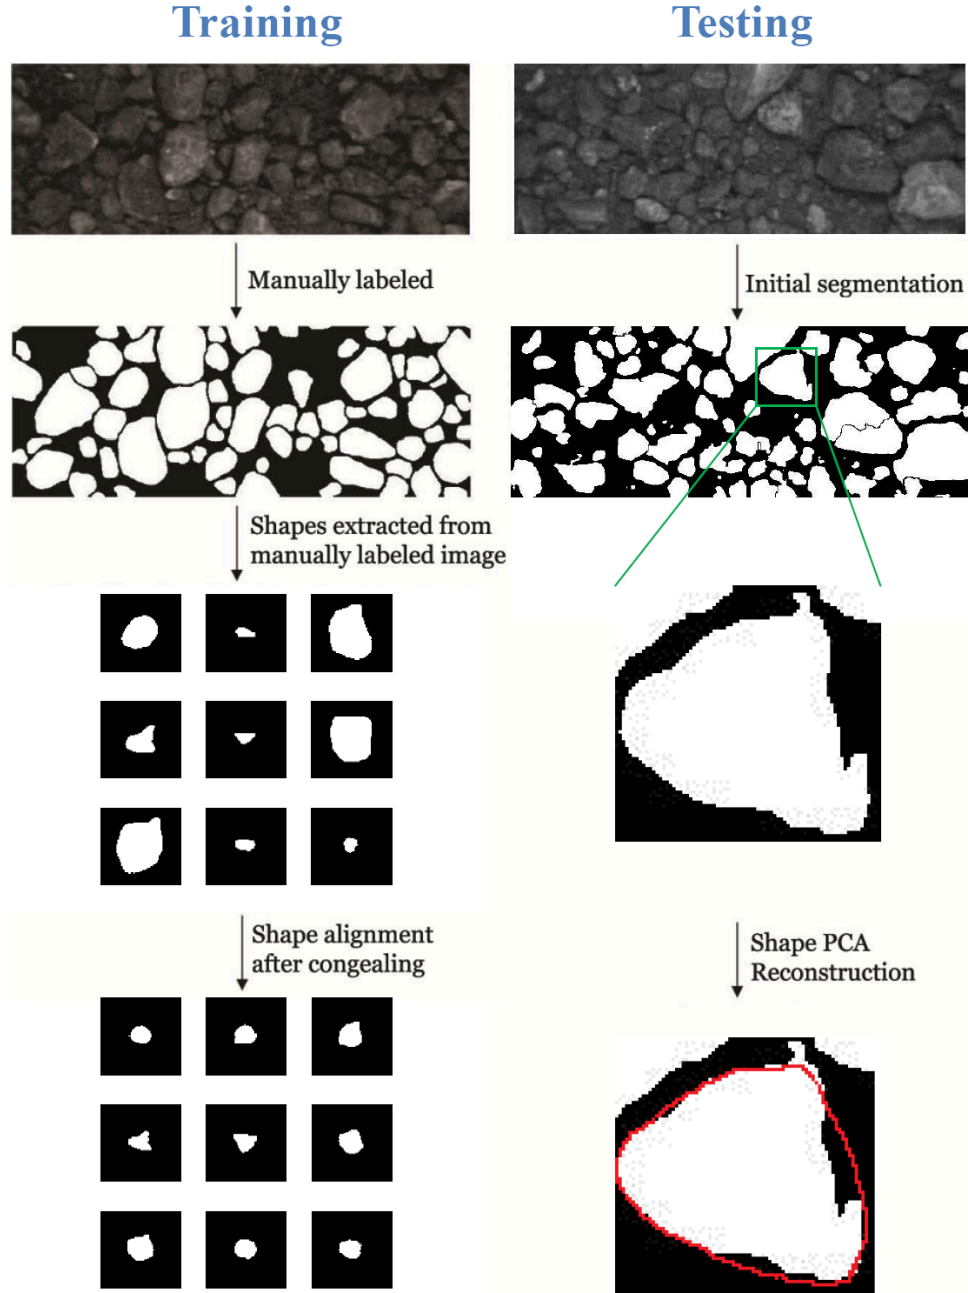 Training
Testing
Manually labeled
Initial segmentation
Shapes extracted from
manually labeled image
Shape alignment
after congealing
Shape PCA
Reconstruction